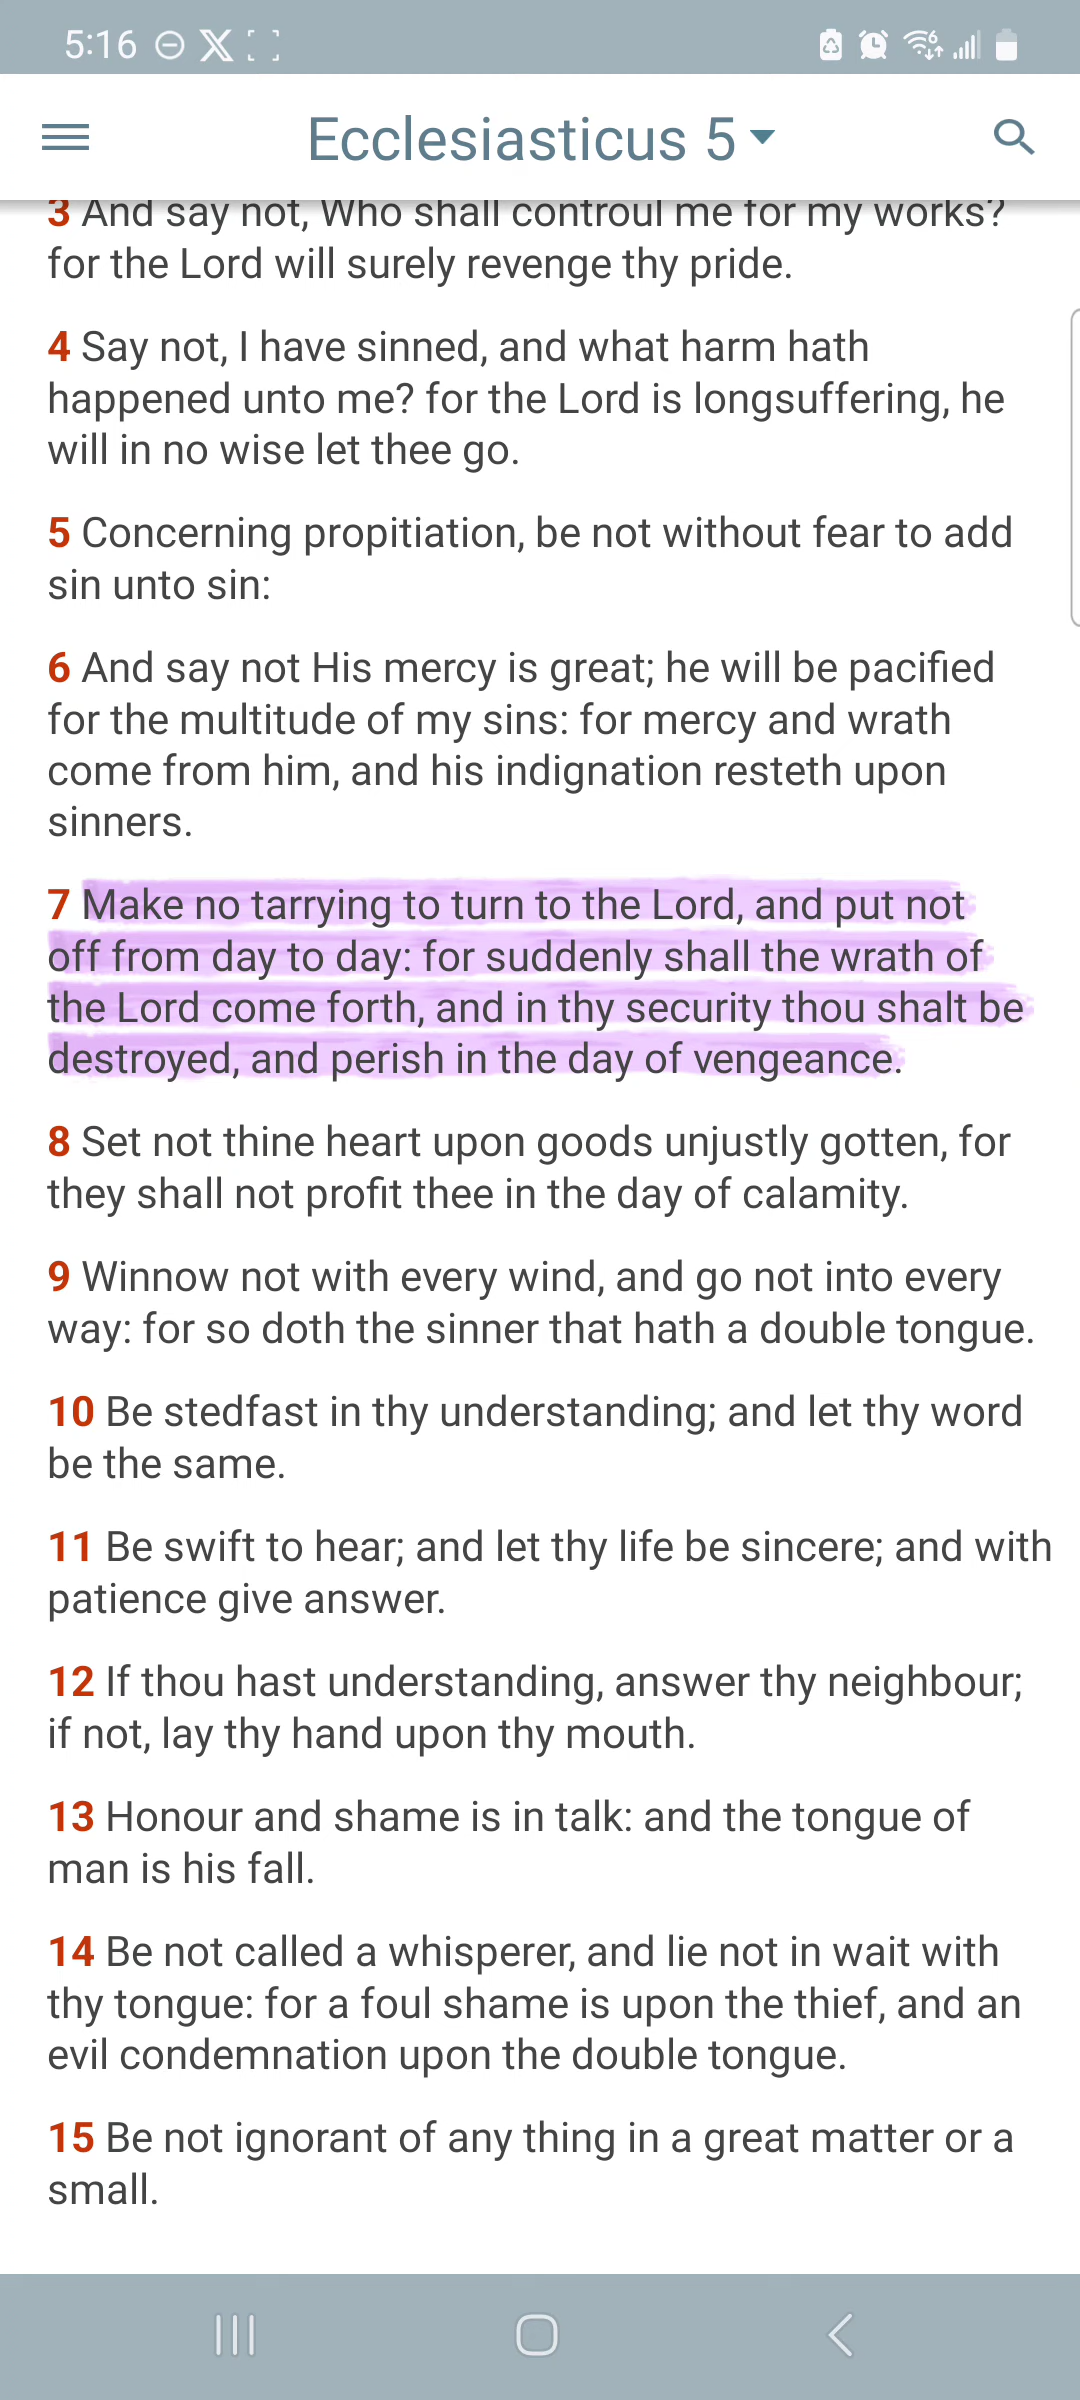 5:16
Ecclesiasticus 5
3 And say not, Who shall controul me for my works?
for the Lord will surely revenge thy pride.
4 Say not, I have sinned, and what harm hath
happened unto me? for the Lord is longsuffering, he
will in no wise let thee go.
5 Concerning propitiation, be not without fear to add
sin unto sin:
6 And say not His mercy is great; he will be pacified
for the multitude of my sins: for mercy and wrath
come from him, and his indignation resteth upon
sinners.
7 Make no tarrying to turn to the Lord, and put not
off from day to day: for suddenly shall the wrath of
the Lord come forth, and in thy security thou shalt be
destroyed, and perish in the day of vengeance.
8 Set not thine heart upon goods unjustly gotten, for
they shall not profit thee in the day of calamity.
9 Winnow not with every wind, and go not into every
way: for so doth the sinner that hath a double tongue.
10 Be stedfast in thy understanding; and let thy word
be the same.
11 Be swift to hear; and let thy life be sincere; and with
patience give answer.
12 If thou hast understanding, answer thy neighbour;
if not, lay thy hand upon thy mouth.
13 Honour and shame is in talk: and the tongue of
man is his fall.
14 Be not called a whisperer, and lie not in wait with
thy tongue: for a foul shame is upon the thief, and an
evil condemnation upon the double tongue.
15 Be not ignorant of any thing in a great matter or a
small.